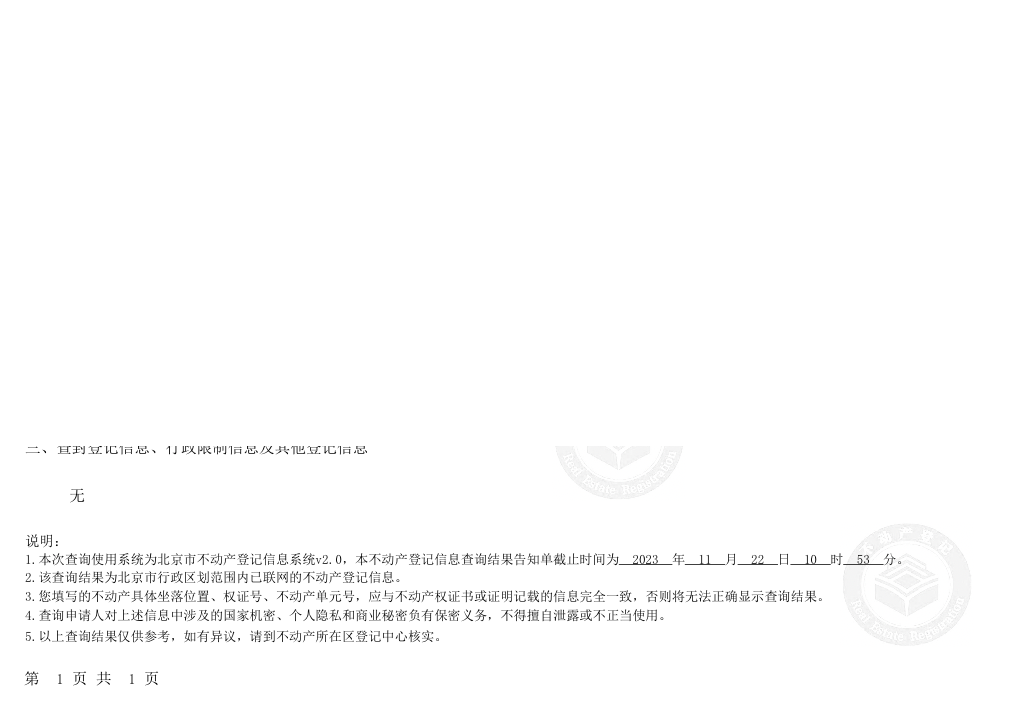 三、查封登记信息、行政限制信息及其他登记信息
无
说明：
1.本次查询使用系统为北京市不动产登记信息系统v2.0，本不动产登记信息查询结果告知单截止时间为 2023 年 11 月 22 日 10 时 53 分。
2.该查询结果为北京市行政区划范围内已联网的不动产登记信息。
3.您填写的不动产具体坐落位置、权证号、不动产单元号，应与不动产权证书或证明记载的信息完全一致，否则将无法正确显示查询结果。
4.查询申请人对上述信息中涉及的国家机密、个人隐私和商业秘密负有保密义务，不得擅自泄露或不正当使用。
5.以上查询结果仅供参考，如有异议，请到不动产所在区登记中心核实。
第 1 页 共 1 页
Real Estate Registration
不动产登记
Real Estate Registration